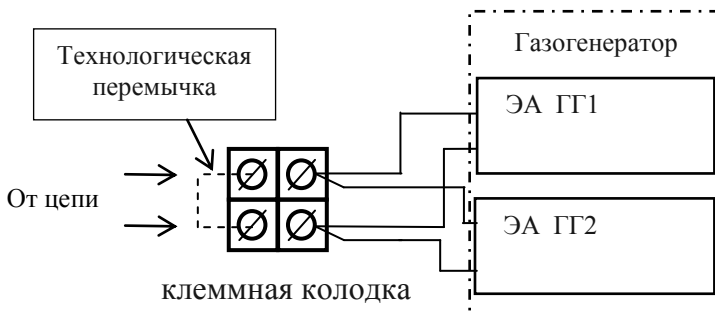 Технологическая
перемычка
Газогенератор
ЭА ГГ1
От цепи
ЭА ГГ2
клеммная колодка